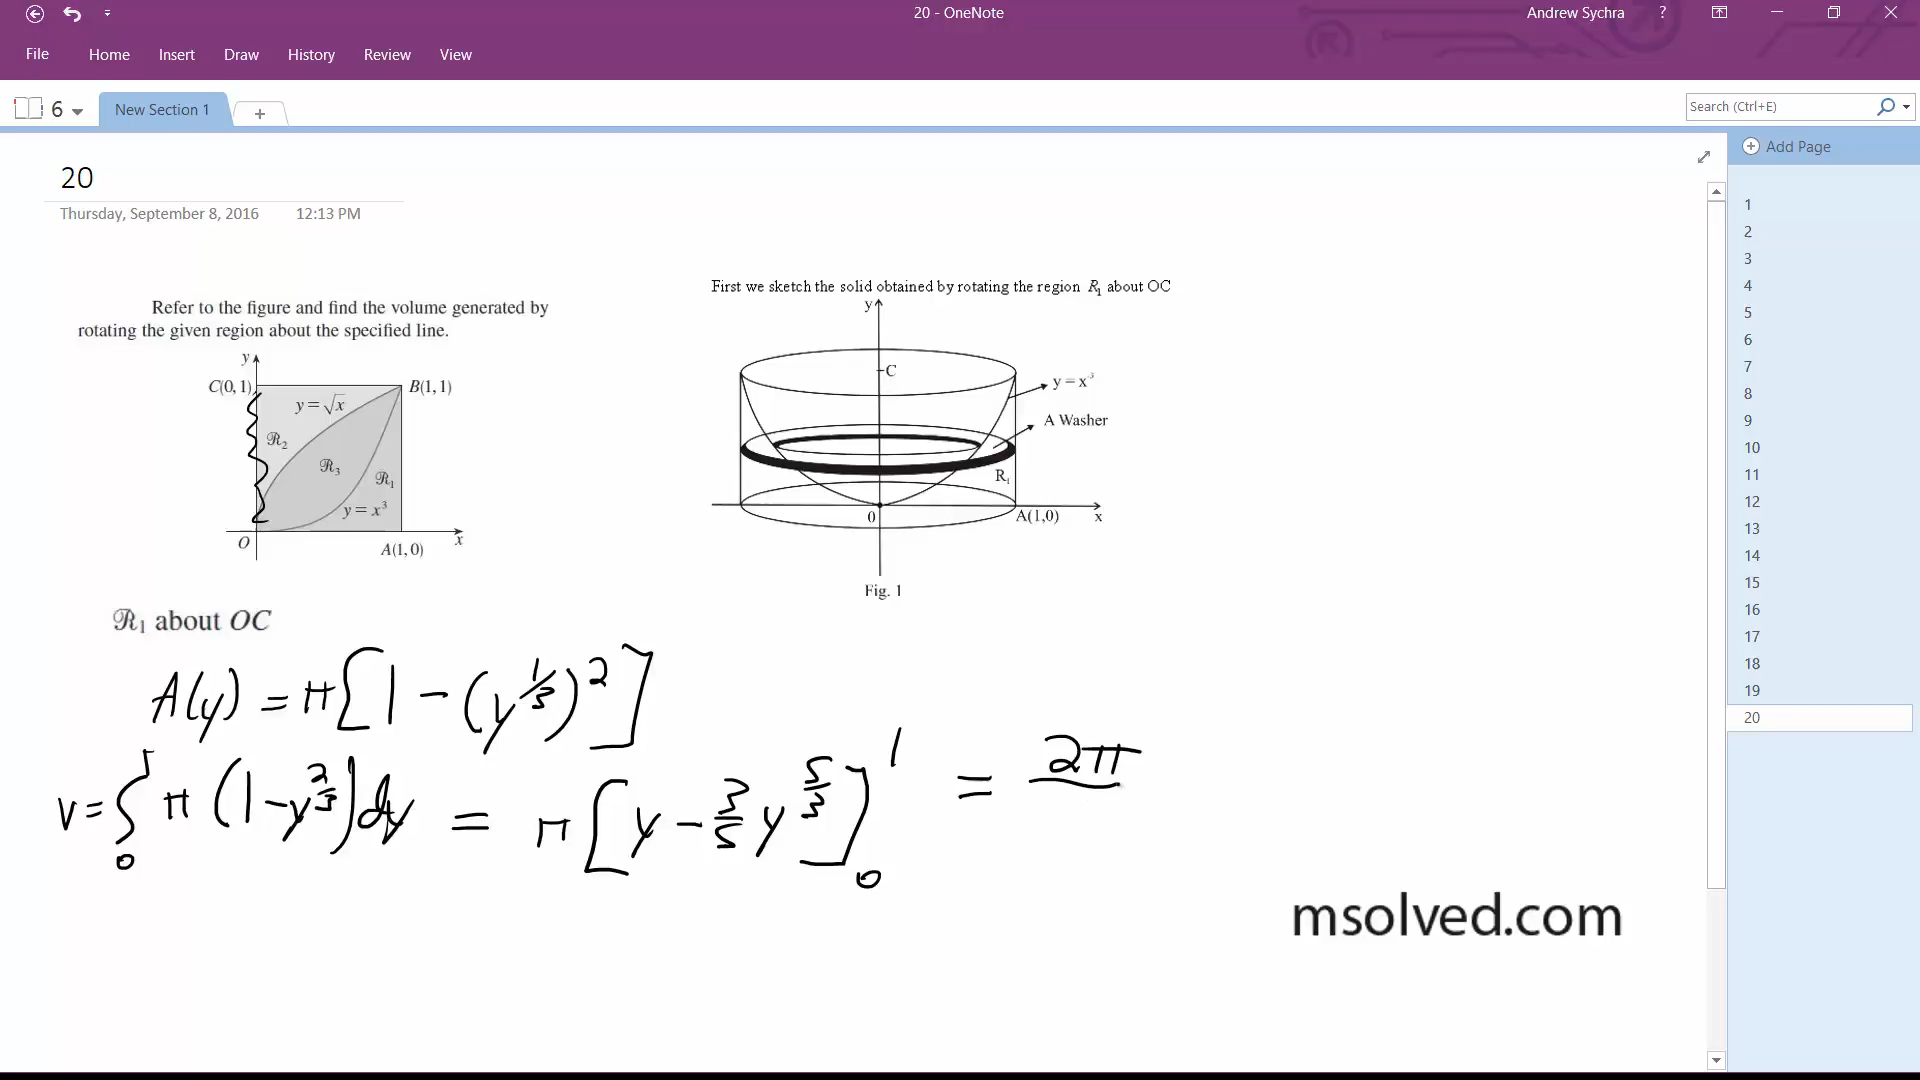 20 - OneNote
Andrew Sychra
?
File
Home
Insert
Draw
History
Review
View
6
New Section 1
+
Search (Ctrl+E)
Add Page
20
Thursday, September 8, 2016 12:13 PM
Refer to the figure and find the volume generated by
rotating the given region about the specified line.
y
C(0, 1)
B(1, 1)
y = √x
ℛ₂
ℛ₃
ℛ₁
y = x³
O
A(1, 0)
x
First we sketch the solid obtained by rotating the region R₁ about OC
y
C
y = x³
A Washer
R₁
0
A(1,0)
x
Fig. 1
ℛ₁ about OC
A(y) = π[1 − (y^{1/3})²]
V = ∫₀¹ π(1 − y^{2/3})dy = π[y − 3/5 y^{5/3}]₀¹ = 2π
msolved.com
1
2
3
4
5
6
7
8
9
10
11
12
13
14
15
16
17
18
19
20